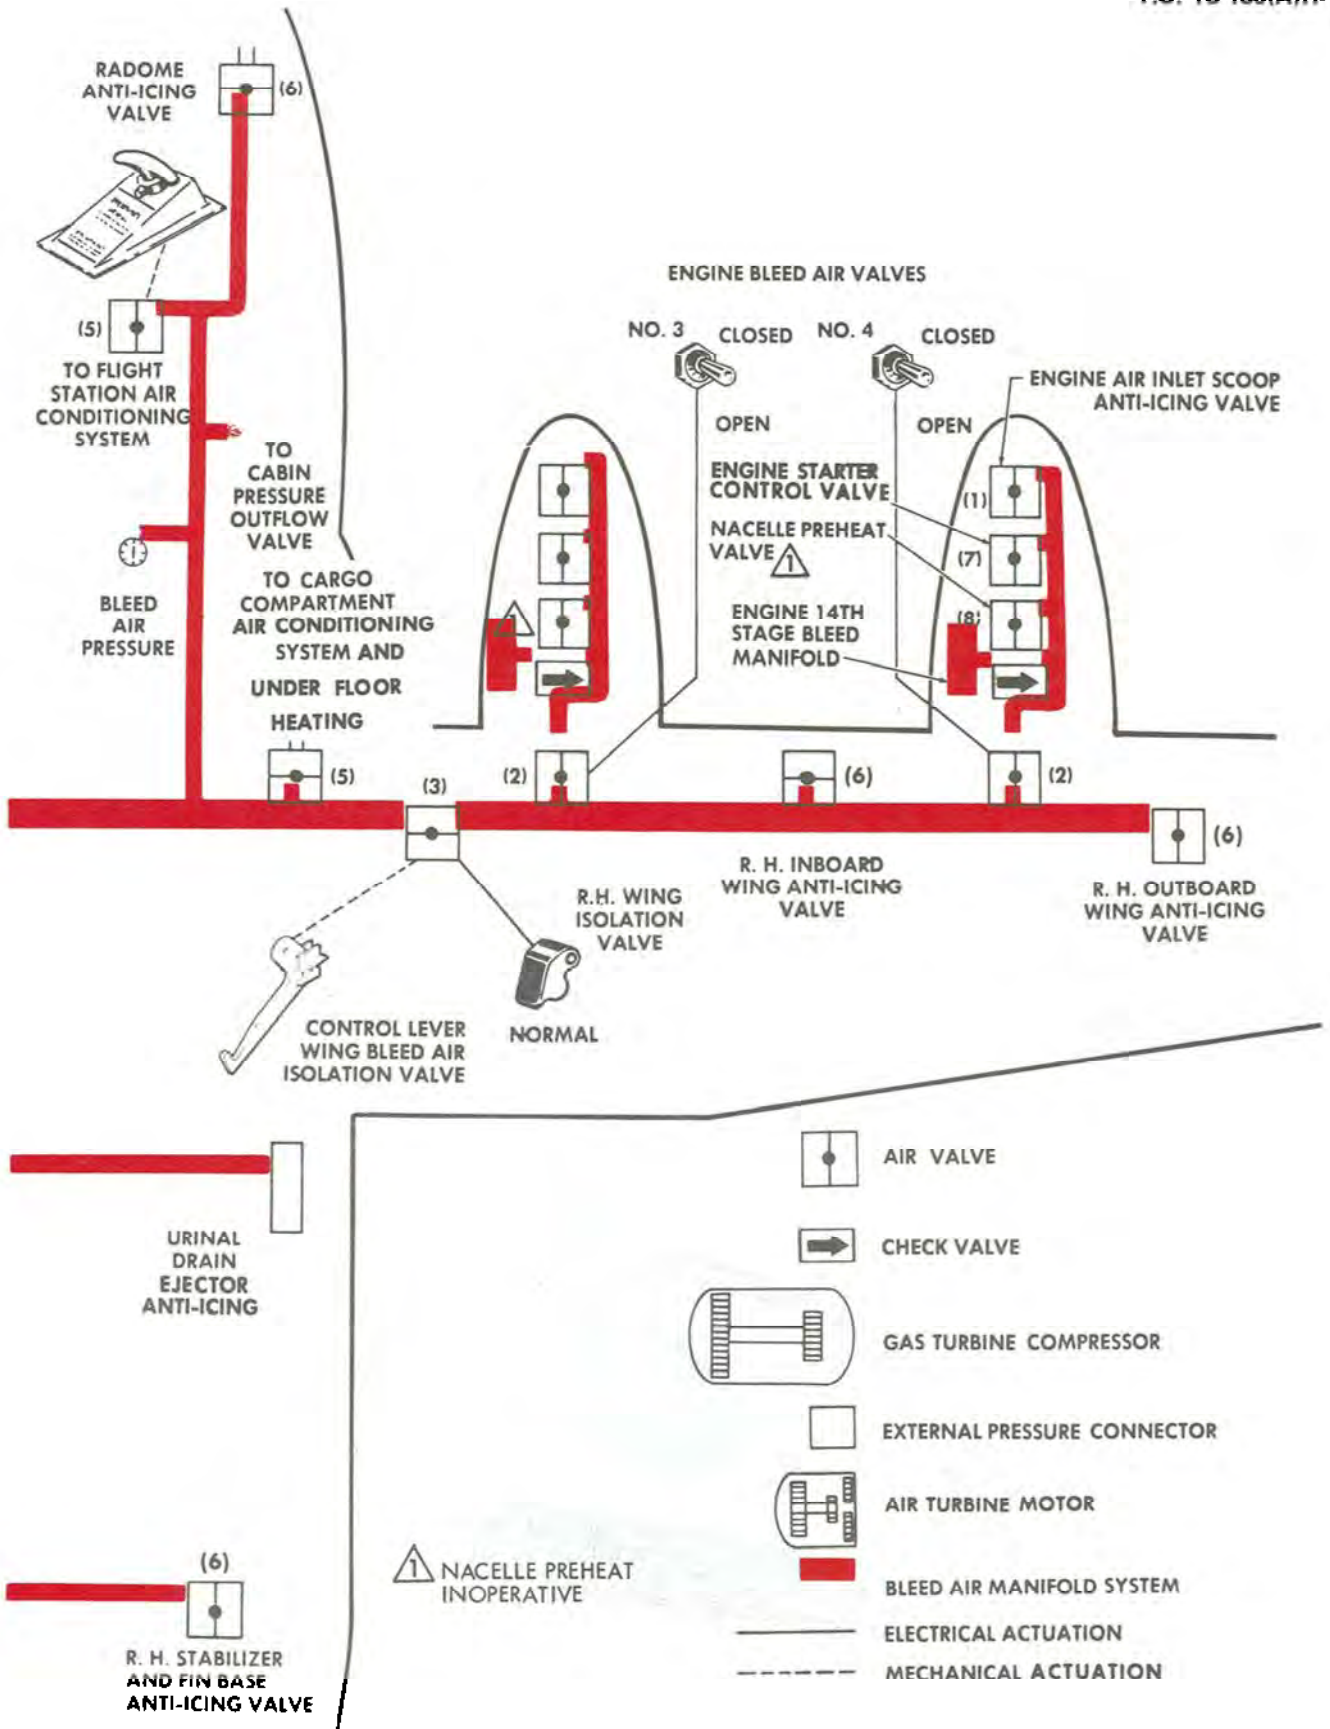 RADOME
ANTI-ICING
VALVE
(6)
(5)
TO FLIGHT
STATION AIR
CONDITIONING
SYSTEM
TO
CABIN
PRESSURE
OUTFLOW
VALVE
BLEED
AIR
PRESSURE
TO CARGO
COMPARTMENT
AIR CONDITIONING
SYSTEM AND
UNDER FLOOR
HEATING
ENGINE BLEED AIR VALVES
NO. 3
CLOSED
NO. 4
CLOSED
OPEN
OPEN
ENGINE AIR INLET SCOOP
ANTI-ICING VALVE
ENGINE STARTER
CONTROL VALVE
NACELLE PREHEAT
VALVE
1
ENGINE 14TH
STAGE BLEED
MANIFOLD
1
(1)
(7)
(8)
(5)
(3)
(2)
(6)
(2)
(6)
R.H. WING
ISOLATION
VALVE
R. H. INBOARD
WING ANTI-ICING
VALVE
R. H. OUTBOARD
WING ANTI-ICING
VALVE
CONTROL LEVER
WING BLEED AIR
ISOLATION VALVE
NORMAL
URINAL
DRAIN
EJECTOR
ANTI-ICING
AIR VALVE
CHECK VALVE
GAS TURBINE COMPRESSOR
EXTERNAL PRESSURE CONNECTOR
AIR TURBINE MOTOR
BLEED AIR MANIFOLD SYSTEM
ELECTRICAL ACTUATION
MECHANICAL ACTUATION
1 NACELLE PREHEAT
INOPERATIVE
(6)
R. H. STABILIZER
AND FIN BASE
ANTI-ICING VALVE